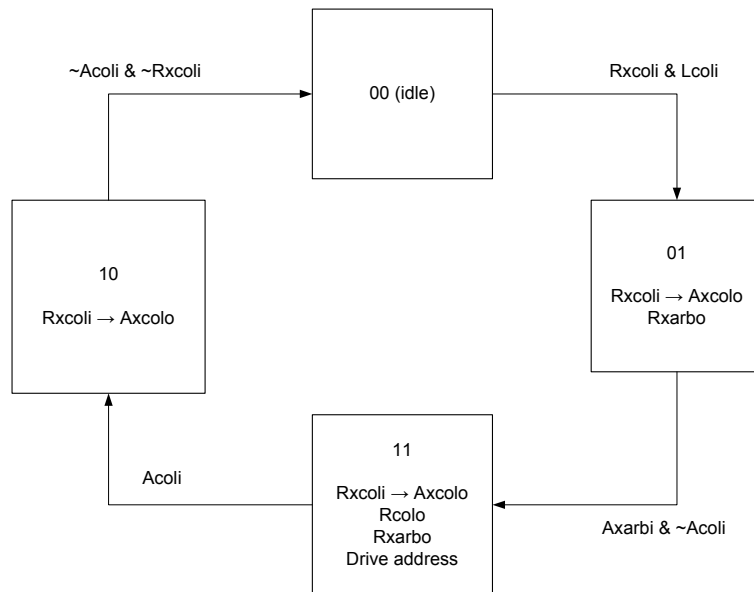 ~Acoli & ~Rxcoli
00 (idle)
Rxcoli & Lcoli
10
Rxcoli → Axcolo
01
Rxcoli → Axcolo
Rxarbo
Acoli
11
Rxcoli → Axcolo
Rcolo
Rxarbo
Drive address
Axarbi & ~Acoli